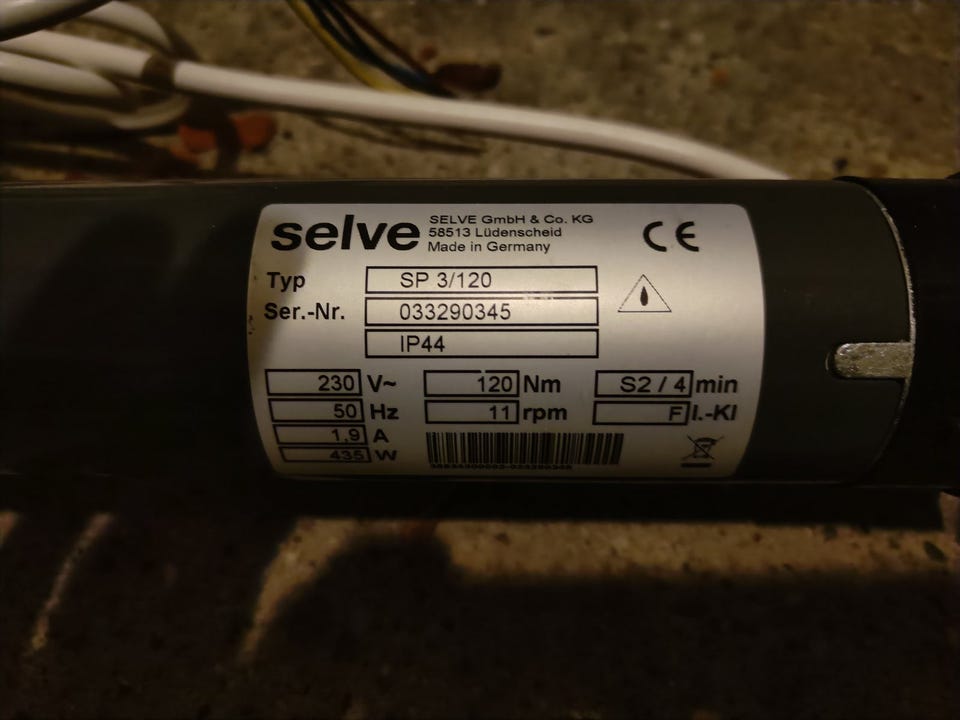 selve
SELVE GmbH & Co. KG
58513 Lüdenscheid
Made in Germany
CE
Typ SP 3/120
Ser.-Nr. 033290345
IP44
230 V~ 120 Nm S2 / 4 min
50 Hz 11 rpm F I.-Kl
1,9 A
435 W